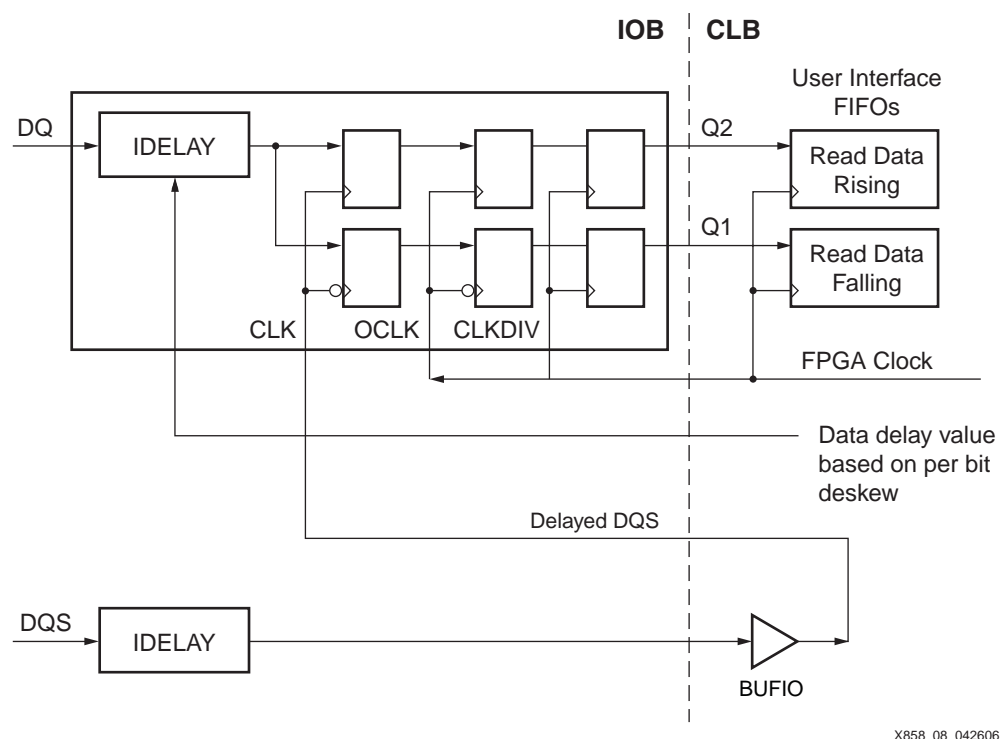 IOB
CLB
User Interface
FIFOs
DQ
IDELAY
Q2
Read Data
Rising
Q1
Read Data
Falling
CLK
OCLK
CLKDIV
FPGA Clock
Data delay value
based on per bit
deskew
Delayed DQS
DQS
IDELAY
BUFIO
X858_08_042606